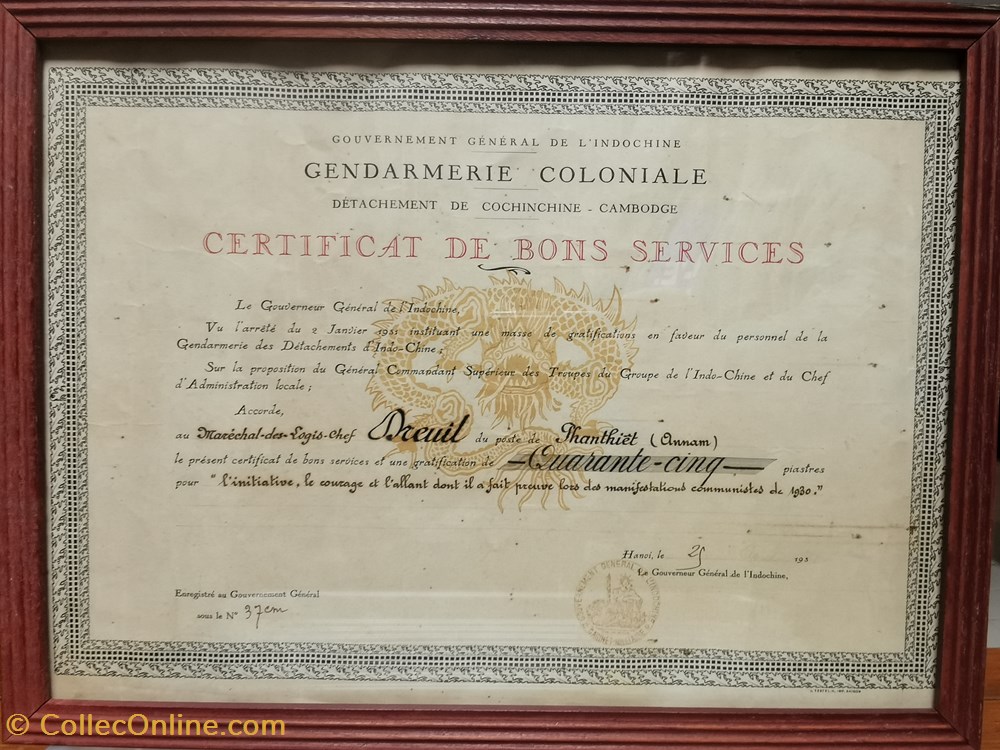 GOUVERNEMENT GÉNÉRAL DE L'INDOCHINE
GENDARMERIE COLONIALE
DÉTACHEMENT DE COCHINCHINE - CAMBODGE
CERTIFICAT DE BONS SERVICES
Le Gouverneur Général de l'Indochine,
Vu l'arrêté du 2 Janvier instituant une masse de gratifications en faveur du personnel de la
Gendarmerie des Détachements d'Indo-Chine ;
Sur la proposition du Général Commandant Supérieur des Troupes du Groupe de l'Indo-Chine et du Chef
d'Administration locale ;
Accorde,
au Maréchal-des-Logis-Chef Dreuil du poste de Phanthiêt (Annam)
le présent certificat de bons services et une gratification de —Quarante-cinq— piastres
pour "l'initiative, le courage et l'allant dont il a fait preuve lors des manifestations communistes de 1930."
Hanoi, le 25 193
Le Gouverneur Général de l'Indochine,
Enregistré au Gouvernement Général
sous le N° 37cm
© CollecOnline.com